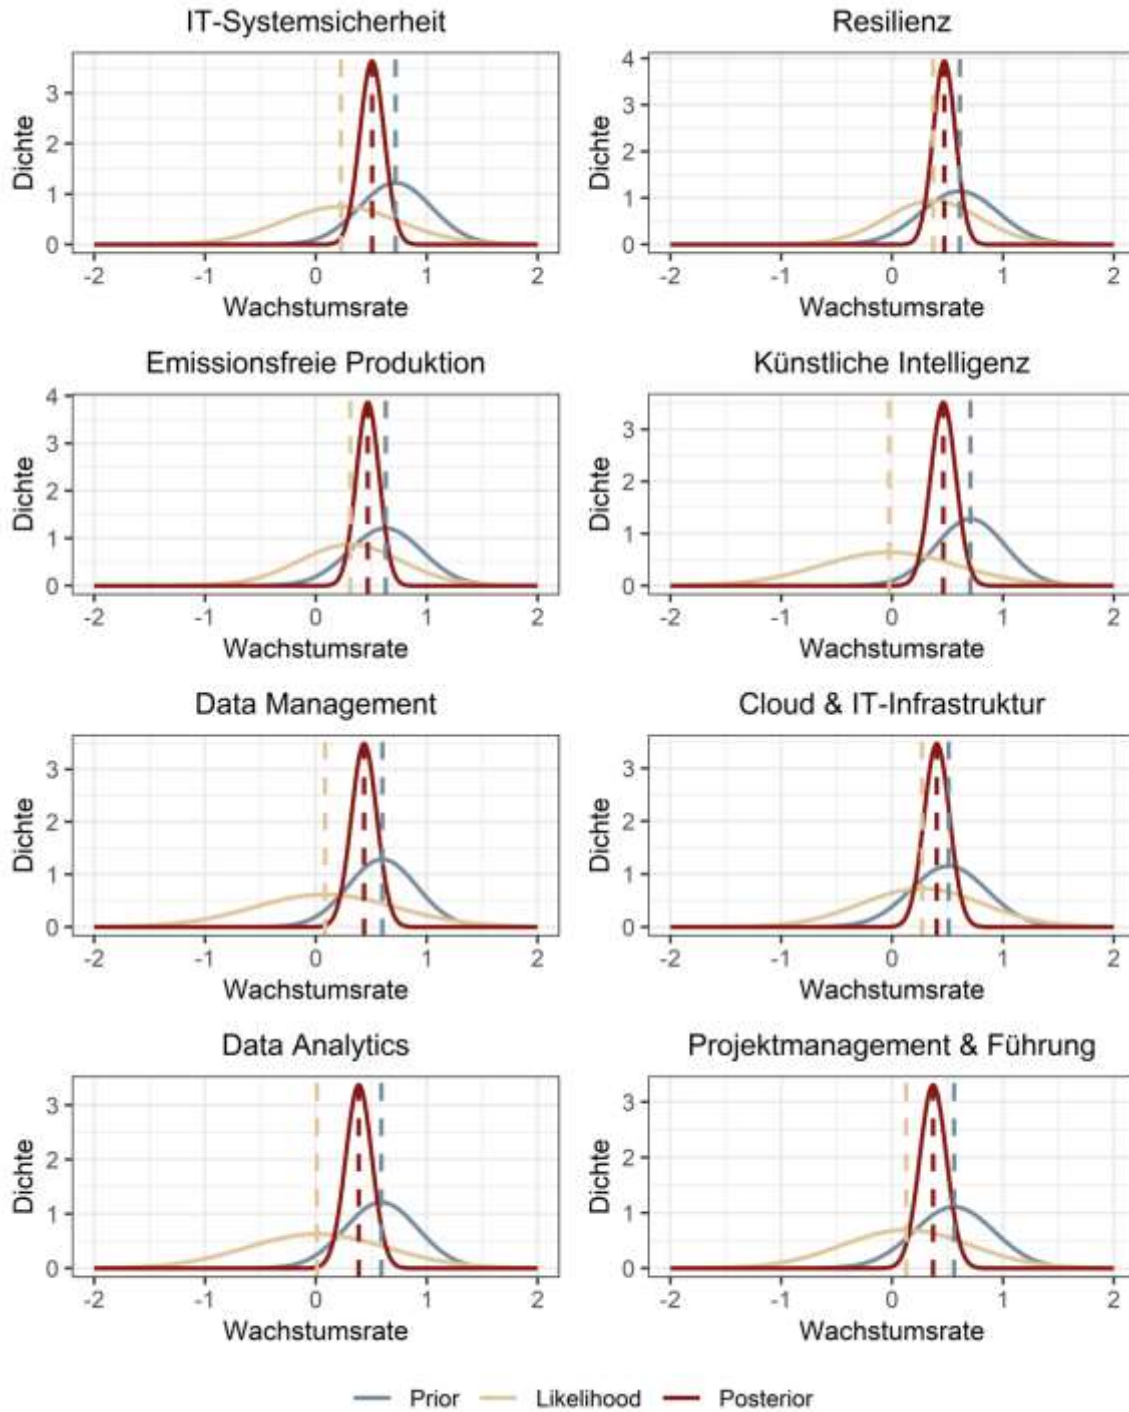 IT-Systemsicherheit
Resilienz
Dichte
3
2
1
0
-2 -1 0 1 2
Wachstumsrate
Dichte
4
3
2
1
0
-2 -1 0 1 2
Wachstumsrate
Emissionsfreie Produktion
Künstliche Intelligenz
Dichte
4
3
2
1
0
-2 -1 0 1 2
Wachstumsrate
Dichte
3
2
1
0
-2 -1 0 1 2
Wachstumsrate
Data Management
Cloud & IT-Infrastruktur
Dichte
3
2
1
0
-2 -1 0 1 2
Wachstumsrate
Dichte
3
2
1
0
-2 -1 0 1 2
Wachstumsrate
Data Analytics
Projektmanagement & Führung
Dichte
3
2
1
0
-2 -1 0 1 2
Wachstumsrate
Dichte
3
2
1
0
-2 -1 0 1 2
Wachstumsrate
Prior Likelihood Posterior